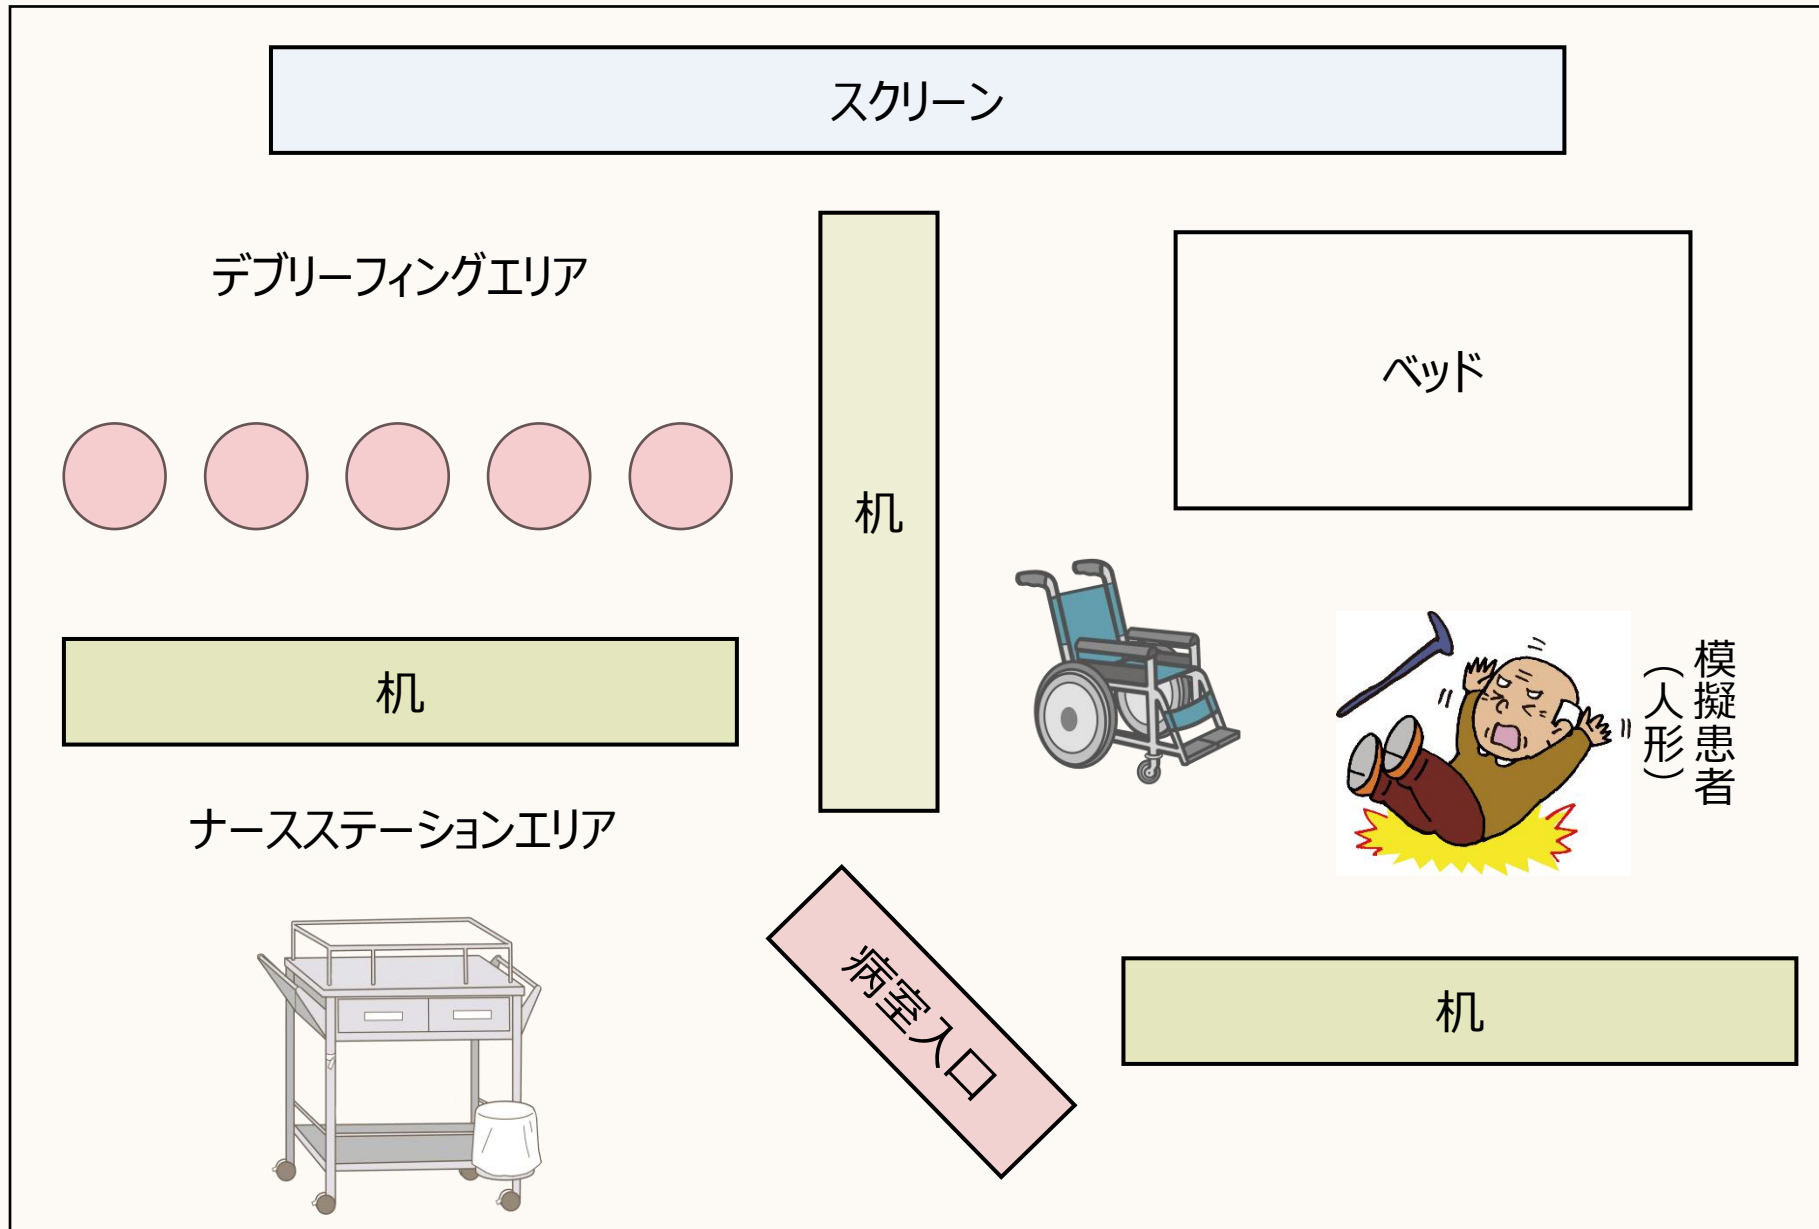 スクリーン
デブリーフィングエリア
机
ベッド
机
模擬患者
（人形）
ナースステーションエリア
病室入口
机